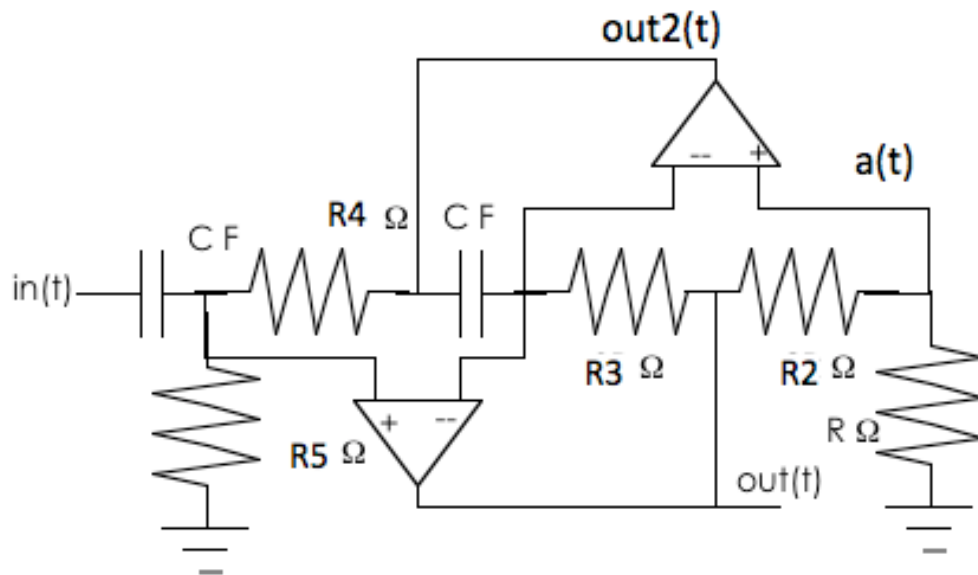 out2(t)
-- +
a(t)
R4 Ω
C F
C F
in(t)
R3 Ω
R2 Ω
+ --
R5 Ω
R Ω
out(t)